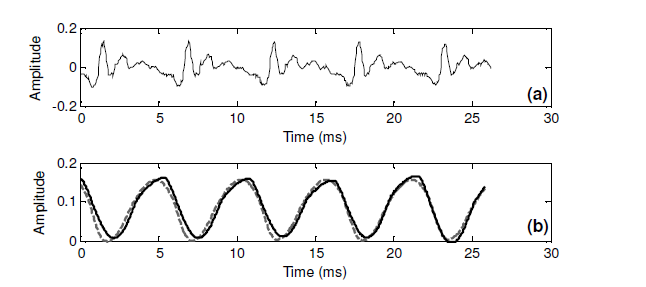 0.2
0
-0.2
Amplitude
(a)
0 5 10 15 20 25 30
Time (ms)
0.2
0.1
0
Amplitude
(b)
0 5 10 15 20 25 30
Time (ms)